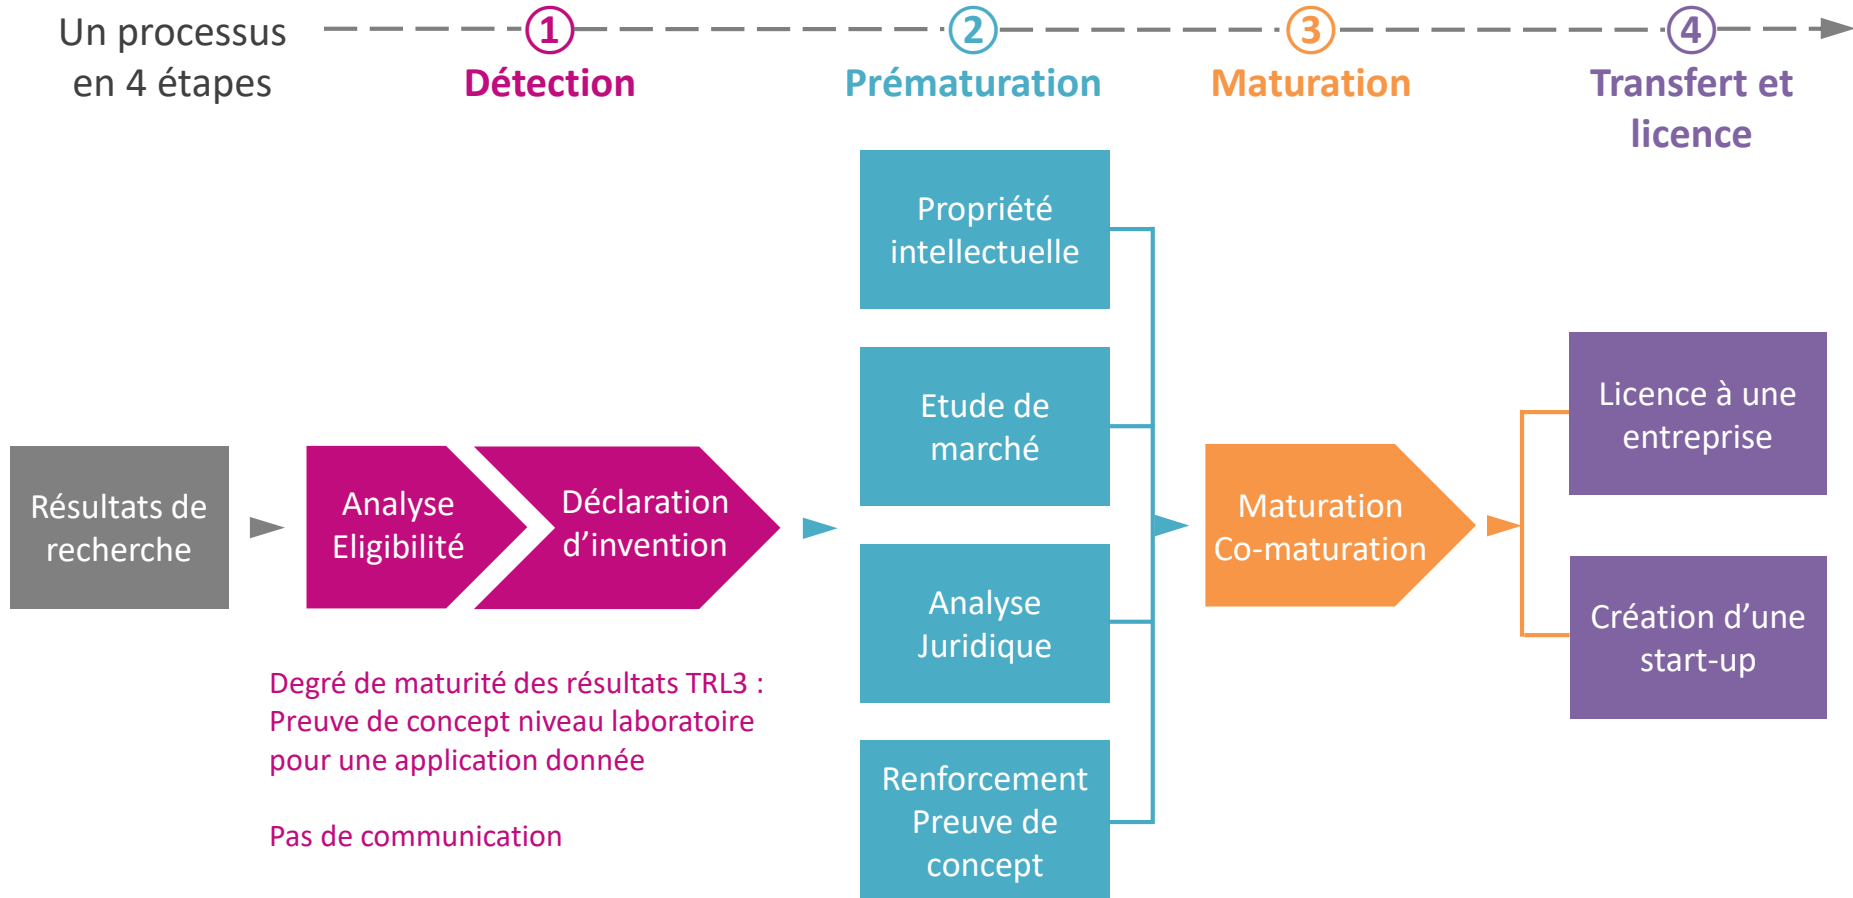 Un processus
en 4 étapes
1
Détection
2
Prématuration
3
Maturation
4
Transfert et
licence
Résultats de
recherche
Analyse
Eligibilité
Déclaration
d’invention
Degré de maturité des résultats TRL3 :
Preuve de concept niveau laboratoire
pour une application donnée
Pas de communication
Propriété
intellectuelle
Etude de
marché
Analyse
Juridique
Renforcement
Preuve de
concept
Maturation
Co-maturation
Licence à une
entreprise
Création d’une
start-up